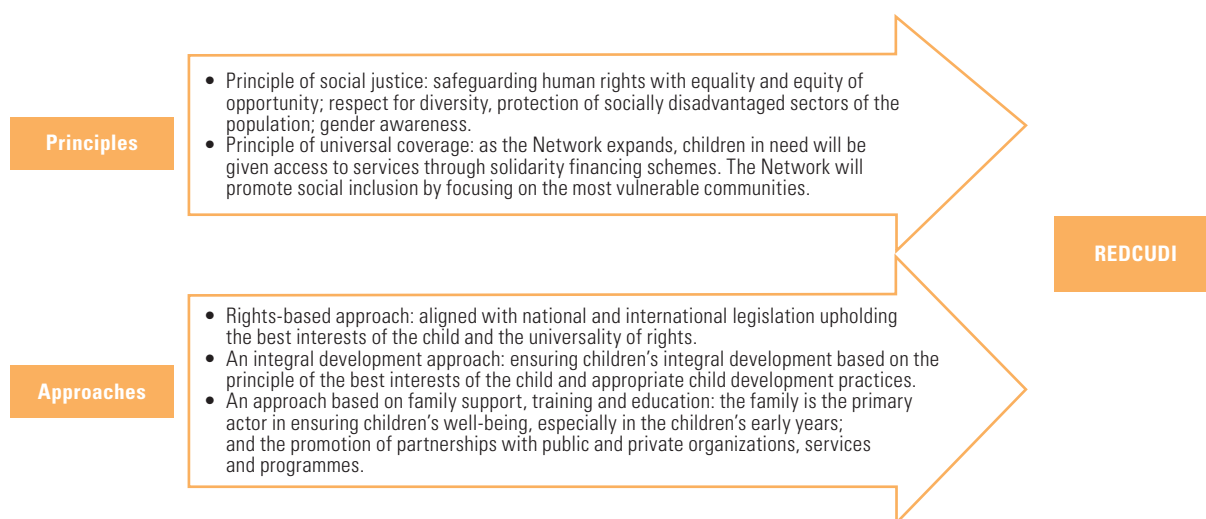 Principles
• Principle of social justice: safeguarding human rights with equality and equity of
opportunity; respect for diversity, protection of socially disadvantaged sectors of the
population; gender awareness.
• Principle of universal coverage: as the Network expands, children in need will be
given access to services through solidarity financing schemes. The Network will
promote social inclusion by focusing on the most vulnerable communities.
REDCUDI
Approaches
• Rights-based approach: aligned with national and international legislation upholding
the best interests of the child and the universality of rights.
• An integral development approach: ensuring children’s integral development based on the
principle of the best interests of the child and appropriate child development practices.
• An approach based on family support, training and education: the family is the primary
actor in ensuring children’s well-being, especially in the children’s early years;
and the promotion of partnerships with public and private organizations, services
and programmes.